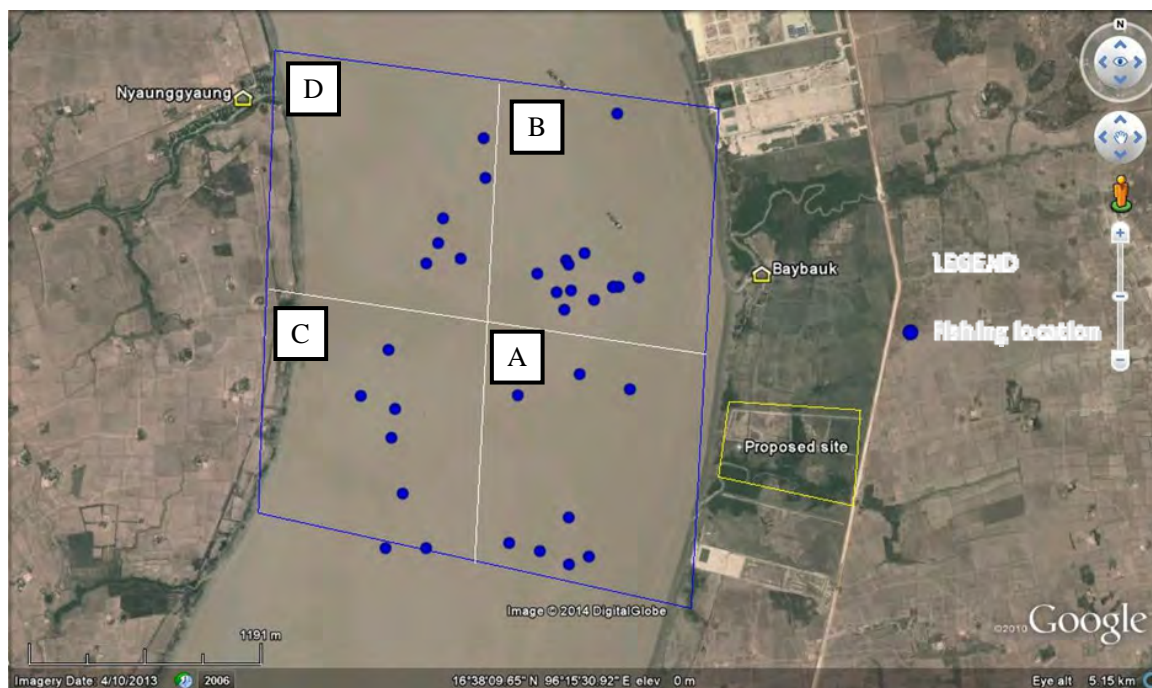 N
Nyaunggyaung
D
B
Baybauk
LEGEND
Fishing location
C
A
Proposed site
Image © 2014 DigitalGlobe
©2010 Google
1191 m
Imagery Date: 4/10/2013 2006 16°38'09.65" N 96°15'30.92" E elev 0 m Eye alt 5.15 km